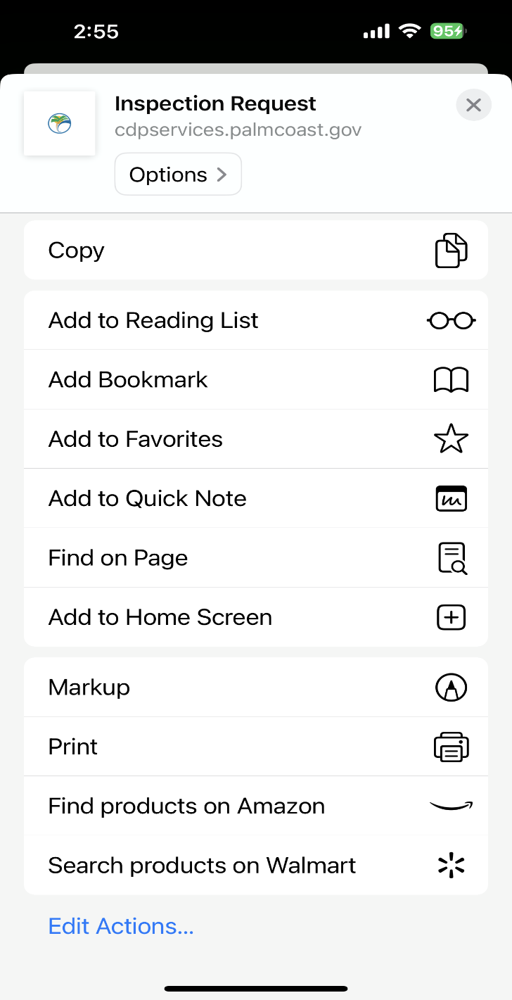 2:55
95
Inspection Request
cdpservices.palmcoast.gov
Options
Copy
Add to Reading List
Add Bookmark
Add to Favorites
Add to Quick Note
Find on Page
Add to Home Screen
Markup
Print
Find products on Amazon
Search products on Walmart
Edit Actions...